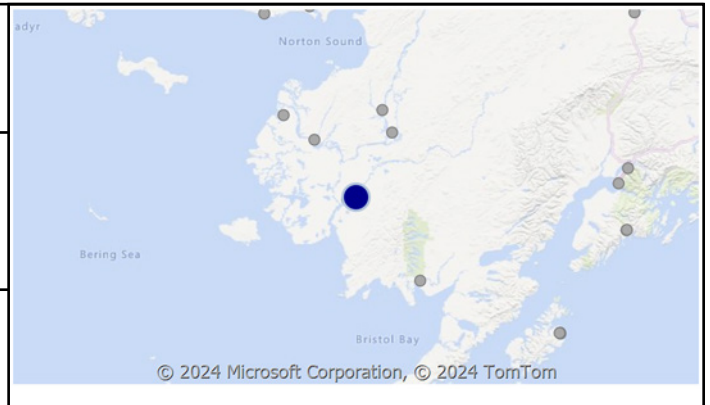 adyr
Norton Sound
Bering Sea
Bristol Bay
© 2024 Microsoft Corporation, © 2024 TomTom